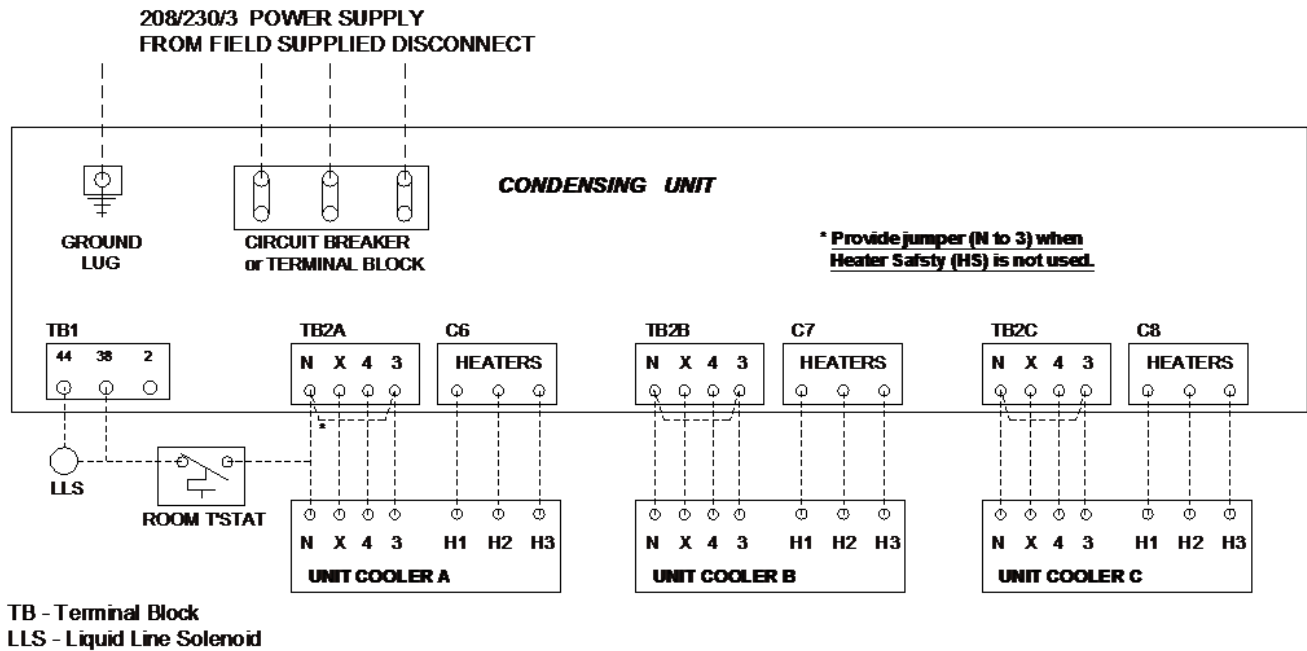 208/230/3 POWER SUPPLY
FROM FIELD SUPPLIED DISCONNECT
CONDENSING UNIT
GROUND
LUG
CIRCUIT BREAKER
or TERMINAL BLOCK
* Provide jumper (N to 3) when
Heater Safsty (HS) is not used.
TB1
44 38 2
TB2A
N X 4 3
C6
HEATERS
TB2B
N X 4 3
C7
HEATERS
TB2C
N X 4 3
C8
HEATERS
*
LLS
ROOM T'STAT
N X 4 3 H1 H2 H3
UNIT COOLER A
N X 4 3 H1 H2 H3
UNIT COOLER B
N X 4 3 H1 H2 H3
UNIT COOLER C
TB - Terminal Block
LLS - Liquid Line Solenoid